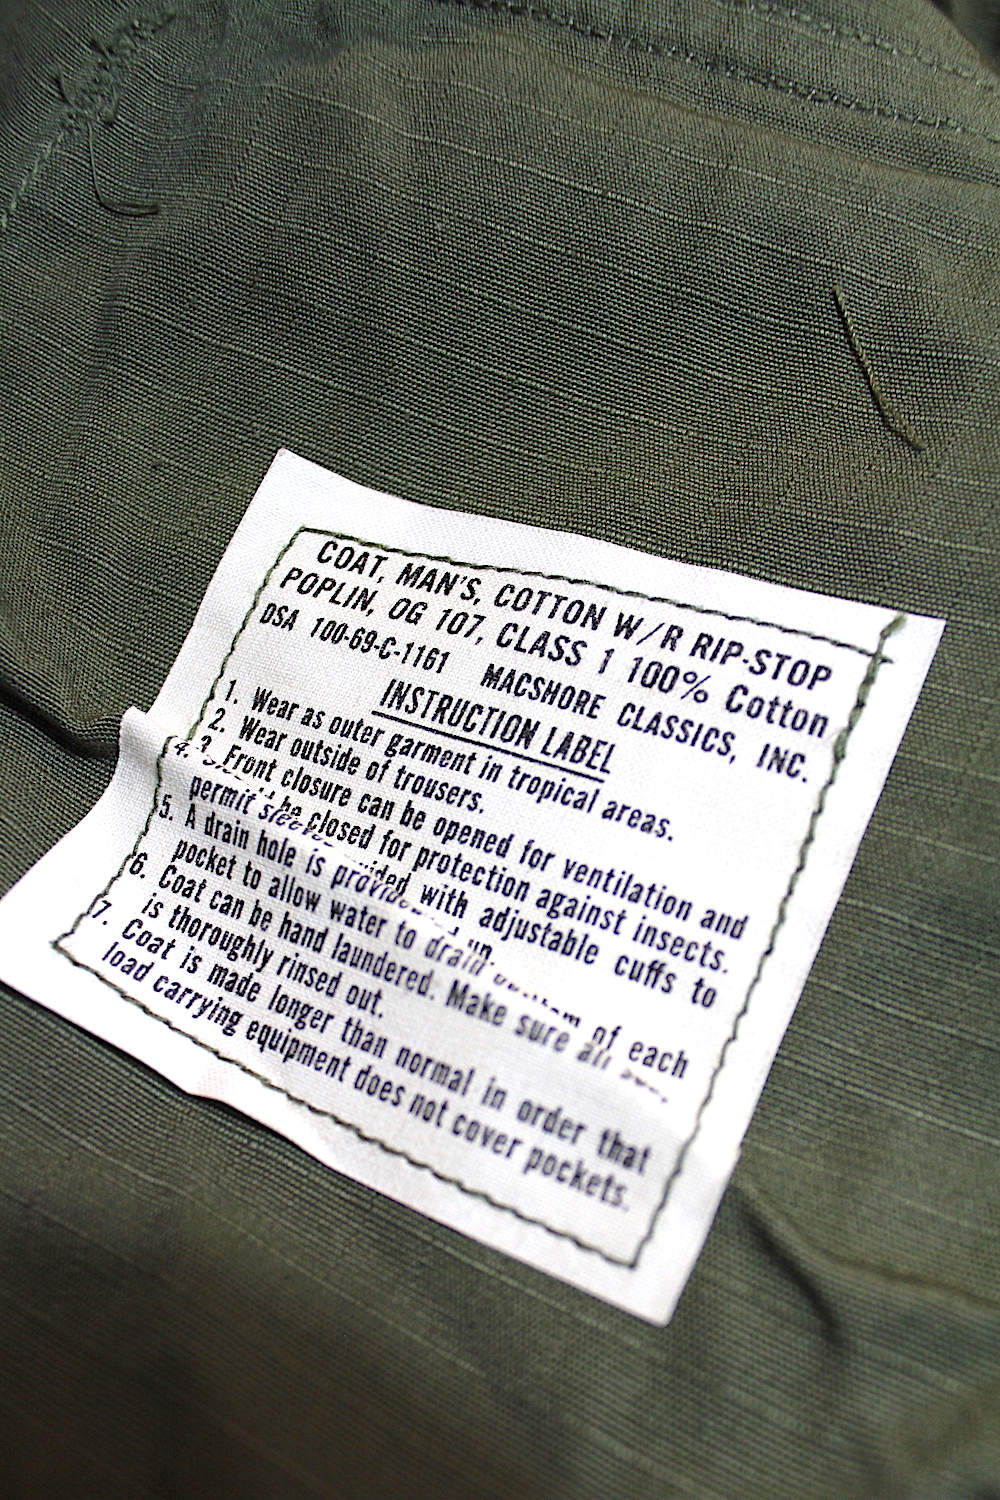 COAT, MAN'S, COTTON W/R RIP-STOP
POPLIN, OG 107, CLASS 1 100% Cotton
DSA 100-69-C-1161 MACSHORE CLASSICS, INC.
INSTRUCTION LABEL
1. Wear as outer garment in tropical areas.
2. Wear outside of trousers.
3. Front closure can be opened for ventilation and
be closed for protection against insects.
4. with adjustable cuffs to
permit up.
5. A drain hole is provided of each
pocket to allow water to drain
6. Coat can be hand laundered. Make sure all
is thoroughly rinsed out.
7. Coat is made longer than normal in order that
load carrying equipment does not cover pockets.